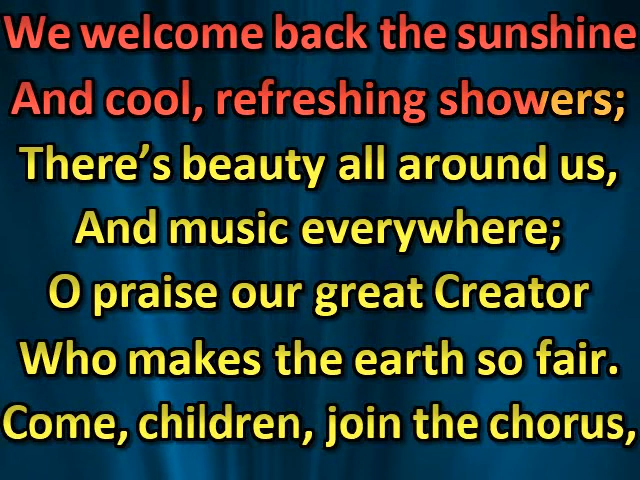 We welcome back the sunshine
And cool, refreshing showers;
There’s beauty all around us,
And music everywhere;
O praise our great Creator
Who makes the earth so fair.
Come, children, join the chorus,